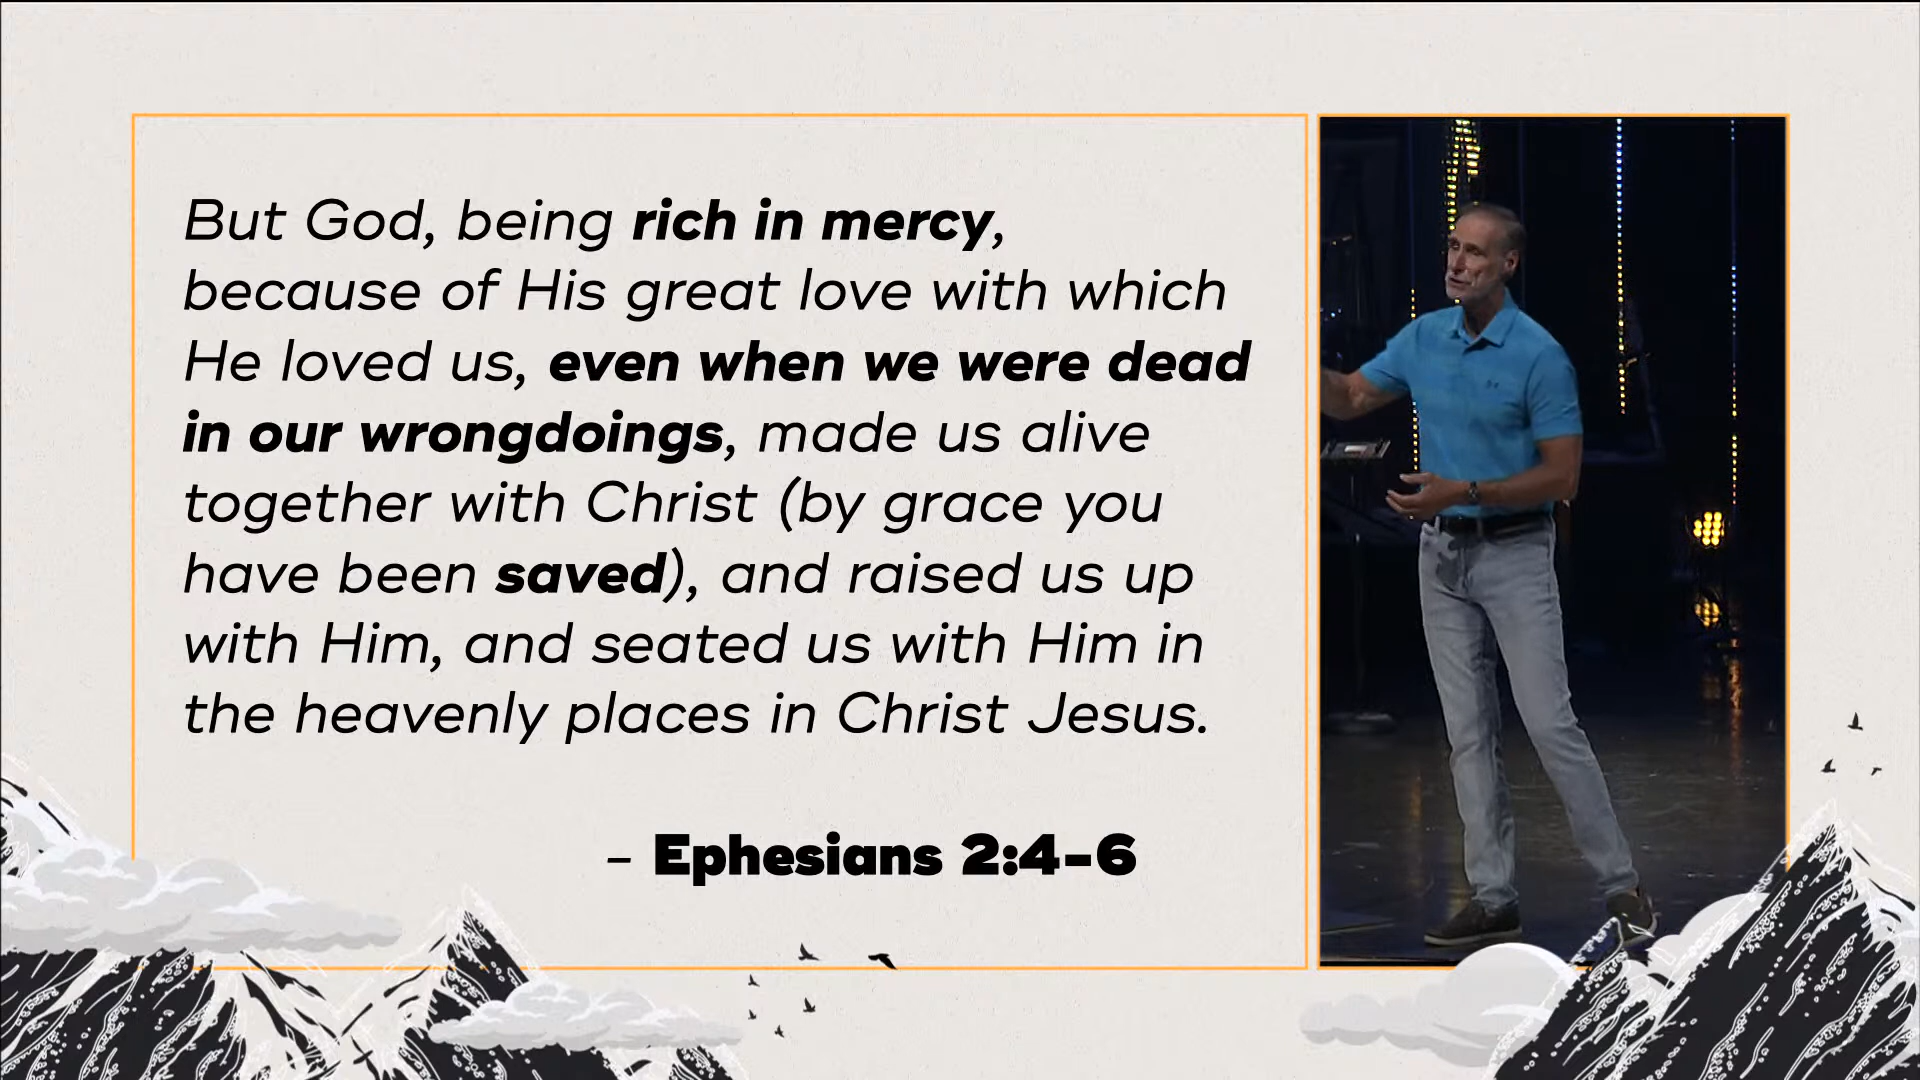 But God, being rich in mercy,
because of His great love with which
He loved us, even when we were dead
in our wrongdoings, made us alive
together with Christ (by grace you
have been saved), and raised us up
with Him, and seated us with Him in
the heavenly places in Christ Jesus.
– Ephesians 2:4–6